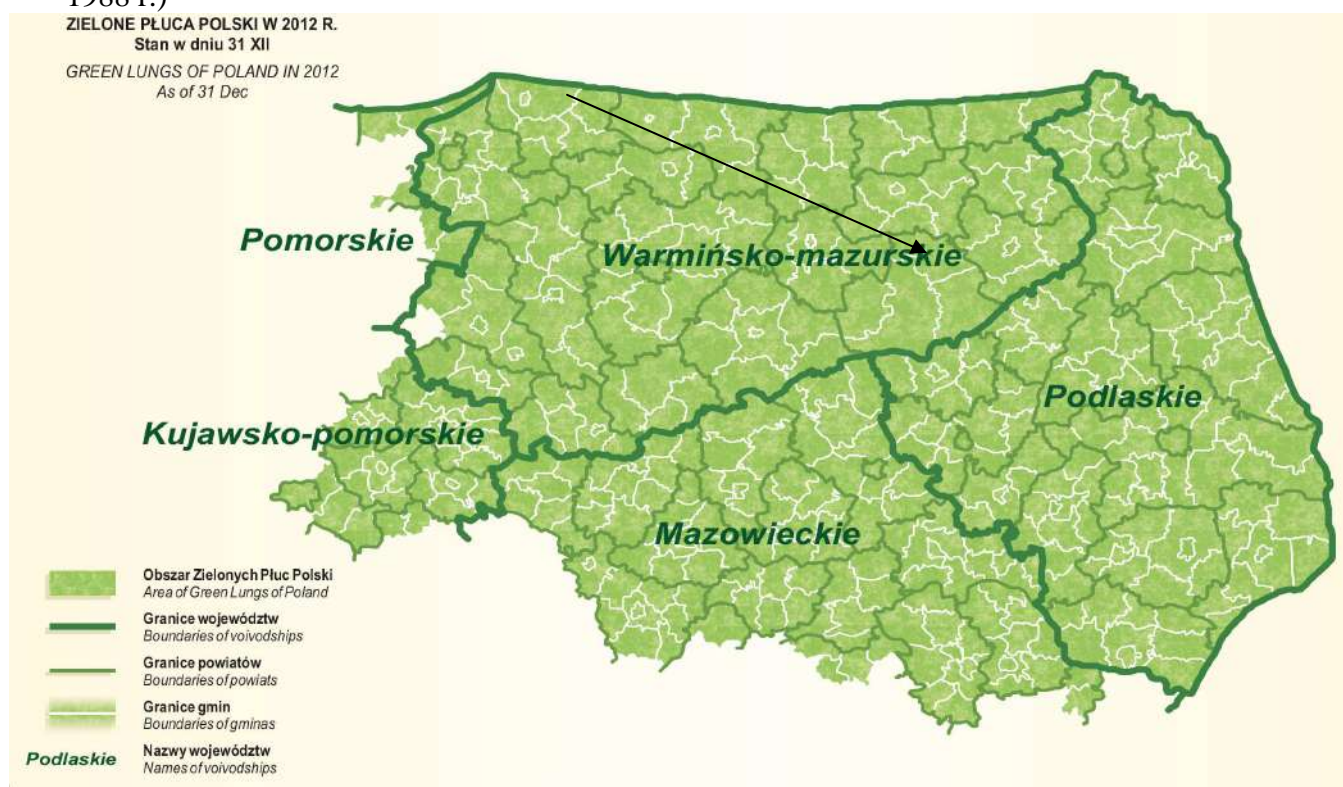 1988 r.)
ZIELONE PŁUCA POLSKI W 2012 R.
Stan w dniu 31 XII
GREEN LUNGS OF POLAND IN 2012
As of 31 Dec
Pomorskie
Warmińsko-mazurskie
Podlaskie
Kujawsko-pomorskie
Mazowieckie
Obszar Zielonych Płuc Polski
Area of Green Lungs of Poland
Granice województw
Boundaries of voivodships
Granice powiatów
Boundaries of powiats
Granice gmin
Boundaries of gminas
Podlaskie
Nazwy województw
Names of voivodships